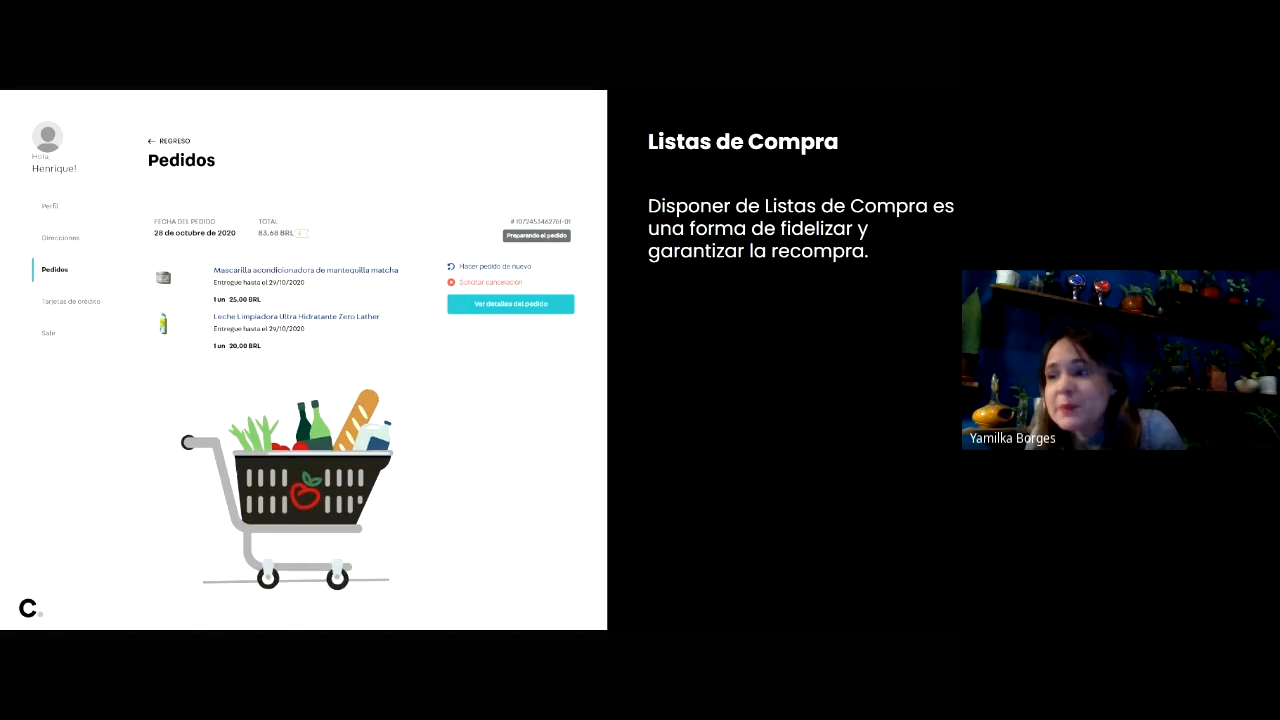 Hola,
Henrique!
Perfil
Direcciones
Pedidos
Tarjetas de crédito
Salir
← REGRESO
Pedidos
FECHA DEL PEDIDO
28 de octubre de 2020
TOTAL
83,68 BRL
# 1072453462761-01
Preparando el pedido
Mascarilla acondicionadora de mantequilla matcha
Entregue hasta el 29/10/2020
1 un 25,00 BRL
Leche Limpiadora Ultra Hidratante Zero Lather
Entregue hasta el 29/10/2020
1 un 20,00 BRL
Hacer pedido de nuevo
Solicitar cancelación
Ver detalles del pedido
C.
Listas de Compra
Disponer de Listas de Compra es
una forma de fidelizar y
garantizar la recompra.
Yamilka Borges